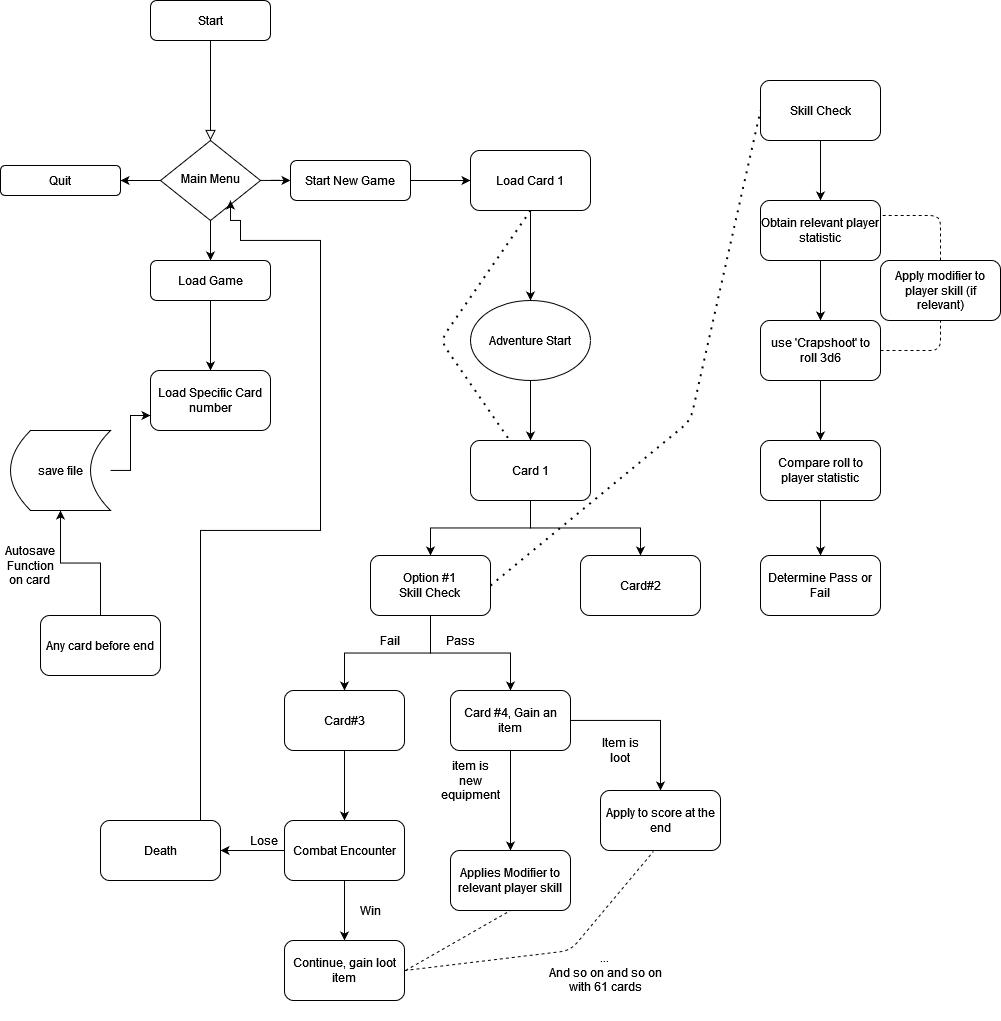 Start
Skill Check
Quit
Main Menu
Start New Game
Load Card 1
Obtain relevant player
statistic
Load Game
Apply modifier to
player skill (if
relevant)
Adventure Start
use 'Crapshoot' to
roll 3d6
Load Specific Card
number
save file
Card 1
Compare roll to
player statistic
Autosave
Function
on card
Option #1
Skill Check
Card#2
Determine Pass or
Fail
Any card before end
Fail
Pass
Card#3
Card #4, Gain an
item
Item is
loot
item is
new
equipment
Apply to score at the
end
Death
Lose
Combat Encounter
Applies Modifier to
relevant player skill
Win
Continue, gain loot
item
...
And so on and so on
with 61 cards